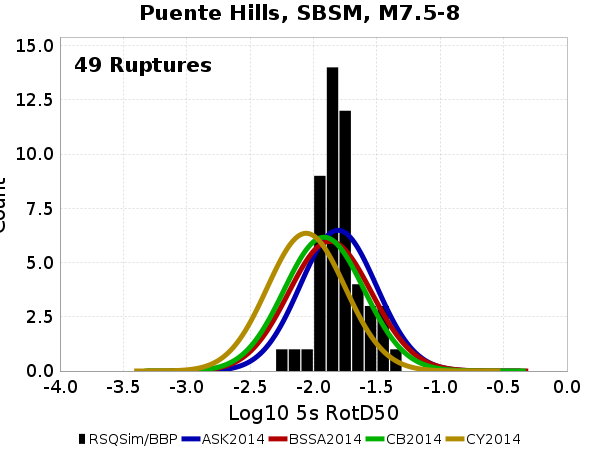 Puente Hills, SBSM, M7.5-8
49 Ruptures
15.0
12.5
10.0
7.5
5.0
2.5
0.0
Count
-4.0 -3.5 -3.0 -2.5 -2.0 -1.5 -1.0 -0.5 0.0
Log10 5s RotD50
RSQSim/BBP ASK2014 BSSA2014 CB2014 CY2014